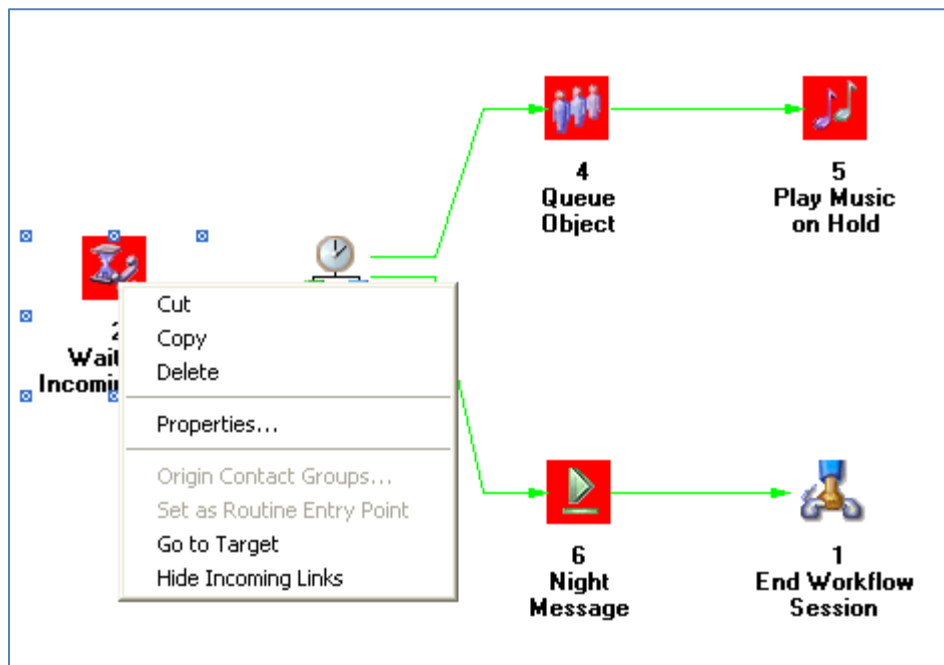 4
Queue
Object
5
Play Music
on Hold
Cut
Copy
Delete
Properties...
Origin Contact Groups...
Set as Routine Entry Point
Go to Target
Hide Incoming Links
6
Night
Message
1
End Workflow
Session